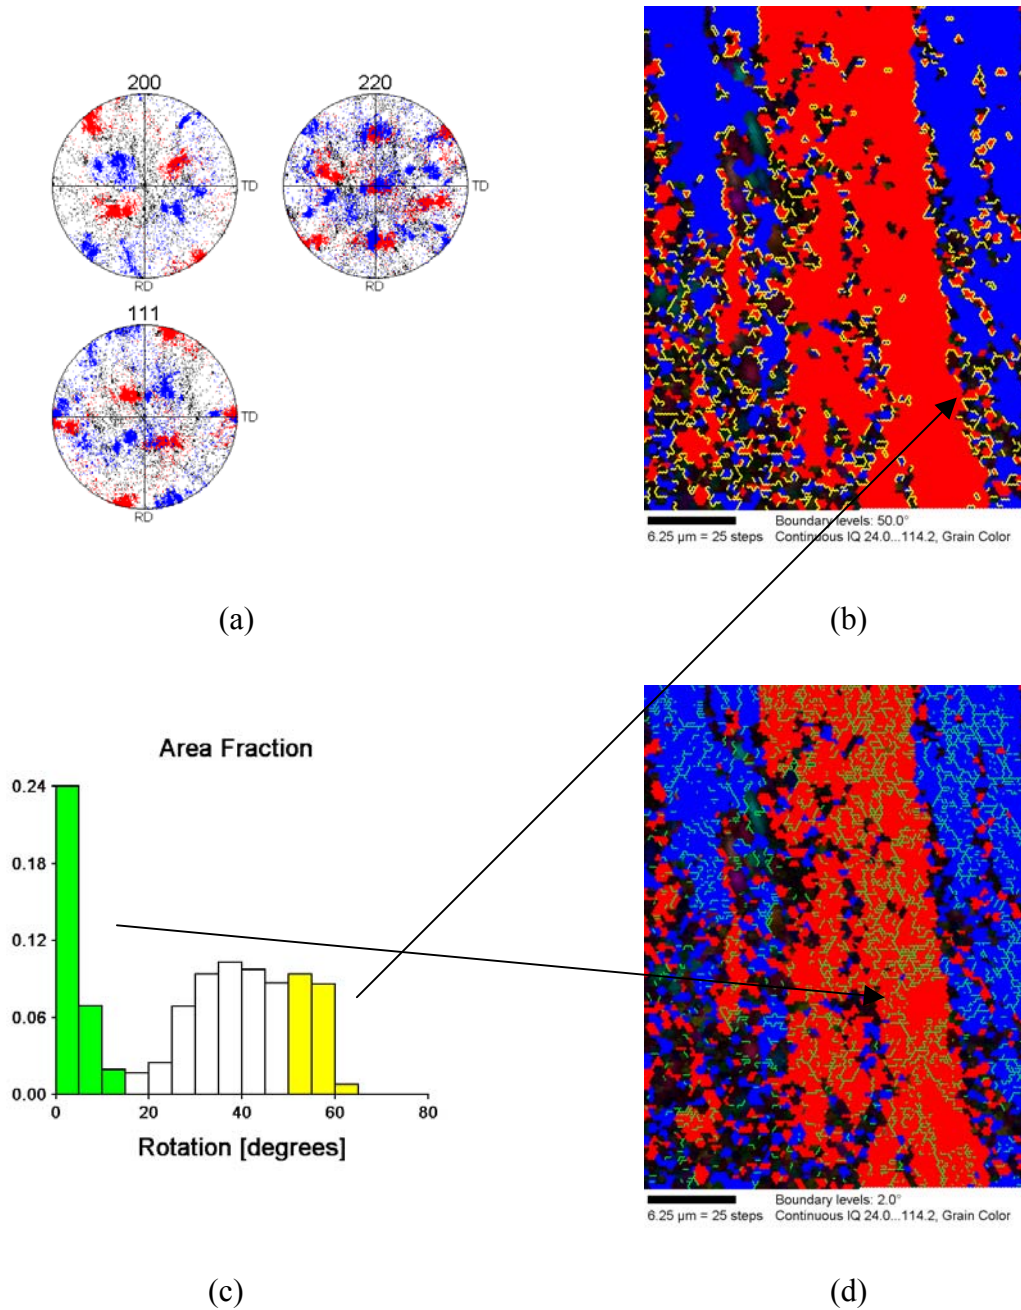 200
TD
RD
220
TD
RD
111
TD
RD
(a)
Boundary levels: 50.0°
6.25 µm = 25 steps Continuous IQ 24.0...114.2, Grain Color
(b)
Area Fraction
0.24
0.18
0.12
0.06
0.00
0 20 40 60 80
Rotation [degrees]
(c)
Boundary levels: 2.0°
6.25 µm = 25 steps Continuous IQ 24.0...114.2, Grain Color
(d)